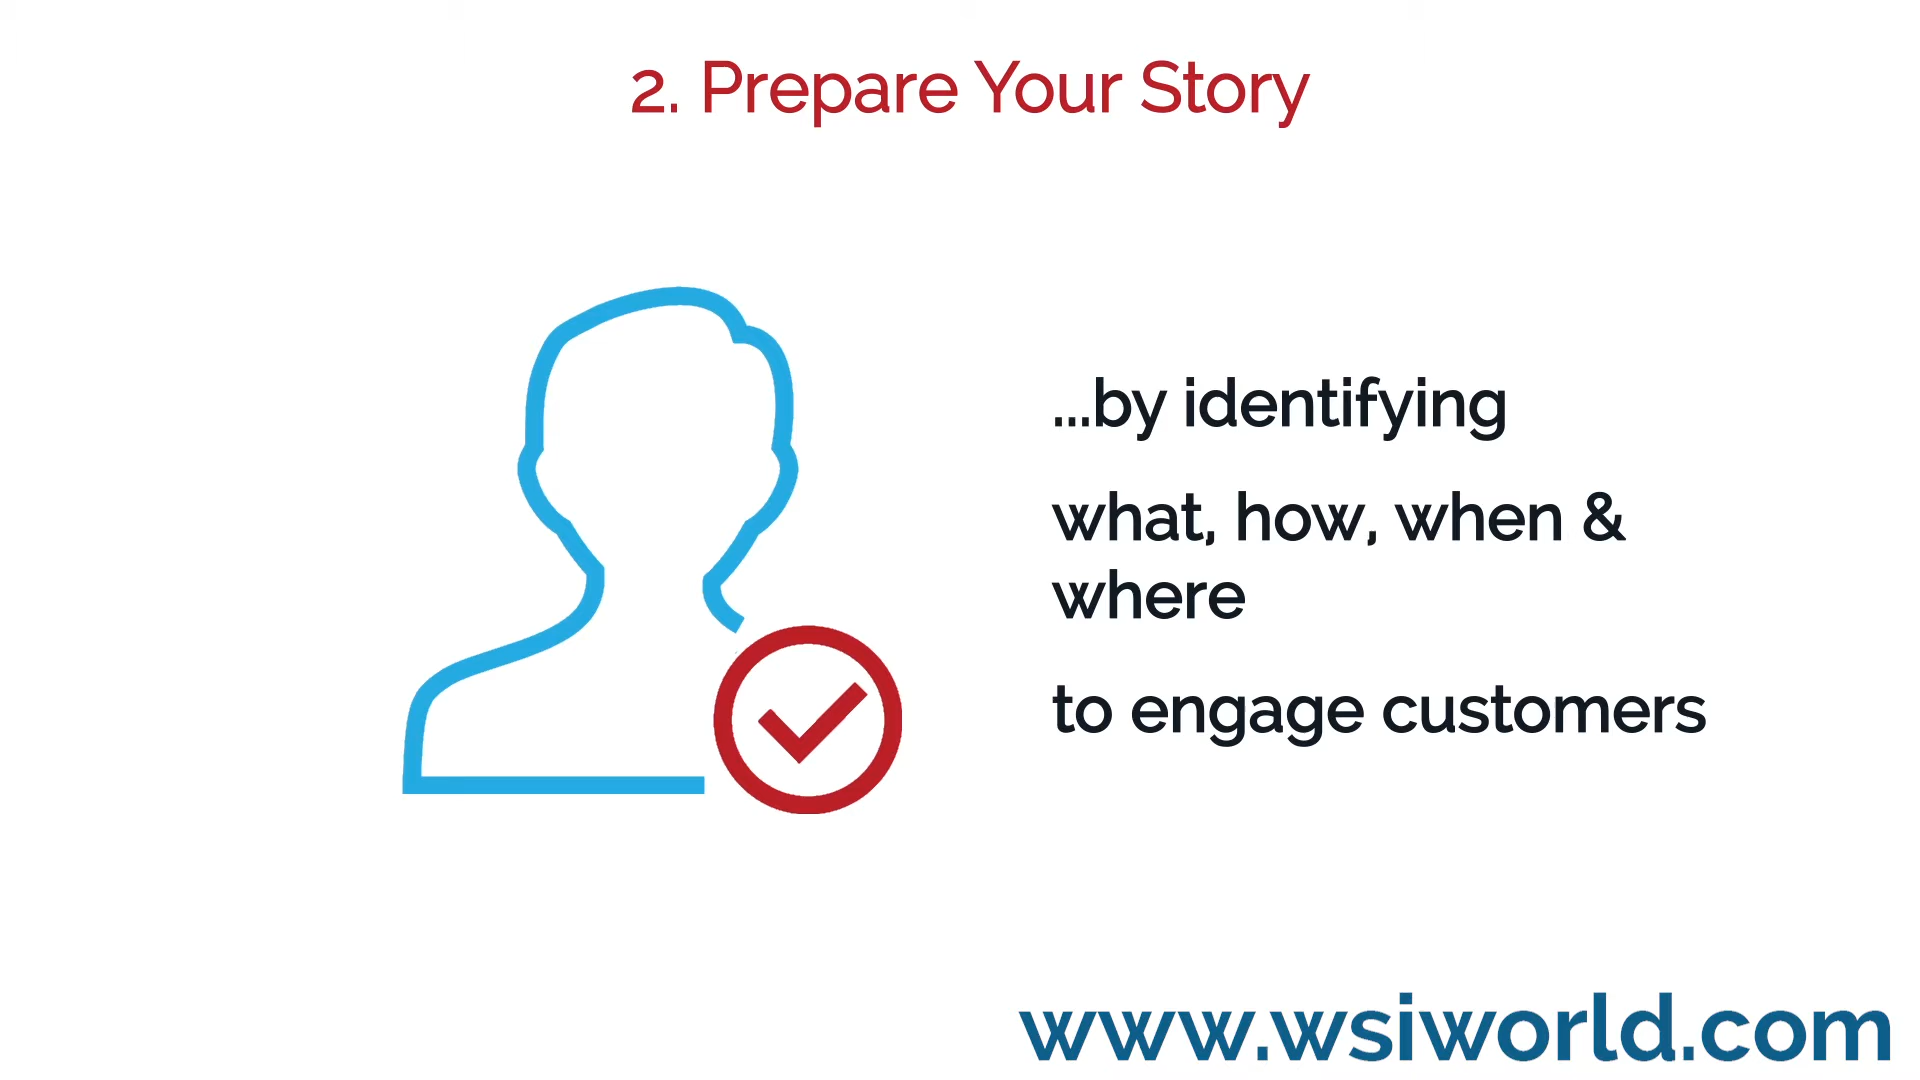 2. Prepare Your Story
...by identifying
what, how, when &
where
to engage customers
www.wsiworld.com